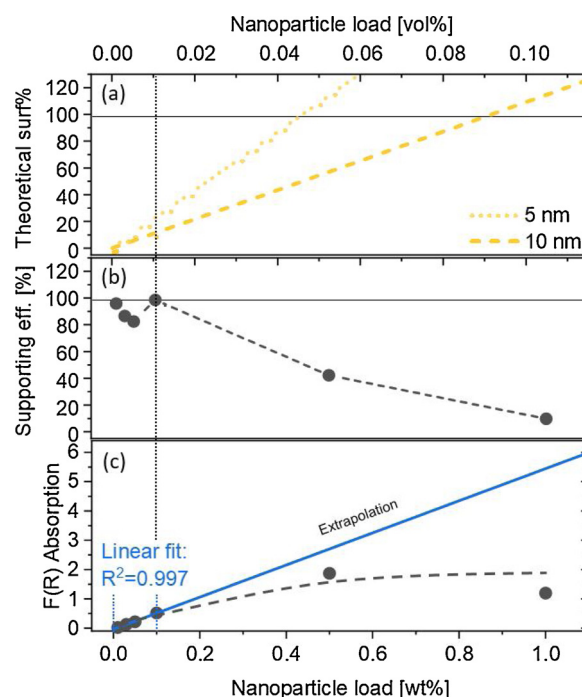 Nanoparticle load [vol%]
0.00 0.02 0.04 0.06 0.08 0.10
(a)
Theoretical surf%
120
100
80
60
40
20
0
5 nm
10 nm
(b)
Supporting eff. [%]
120
100
80
60
40
20
0
(c)
F(R) Absorption
6
5
4
3
2
1
0
Extrapolation
Linear fit:
R²=0.997
0.0 0.2 0.4 0.6 0.8 1.0
Nanoparticle load [wt%]